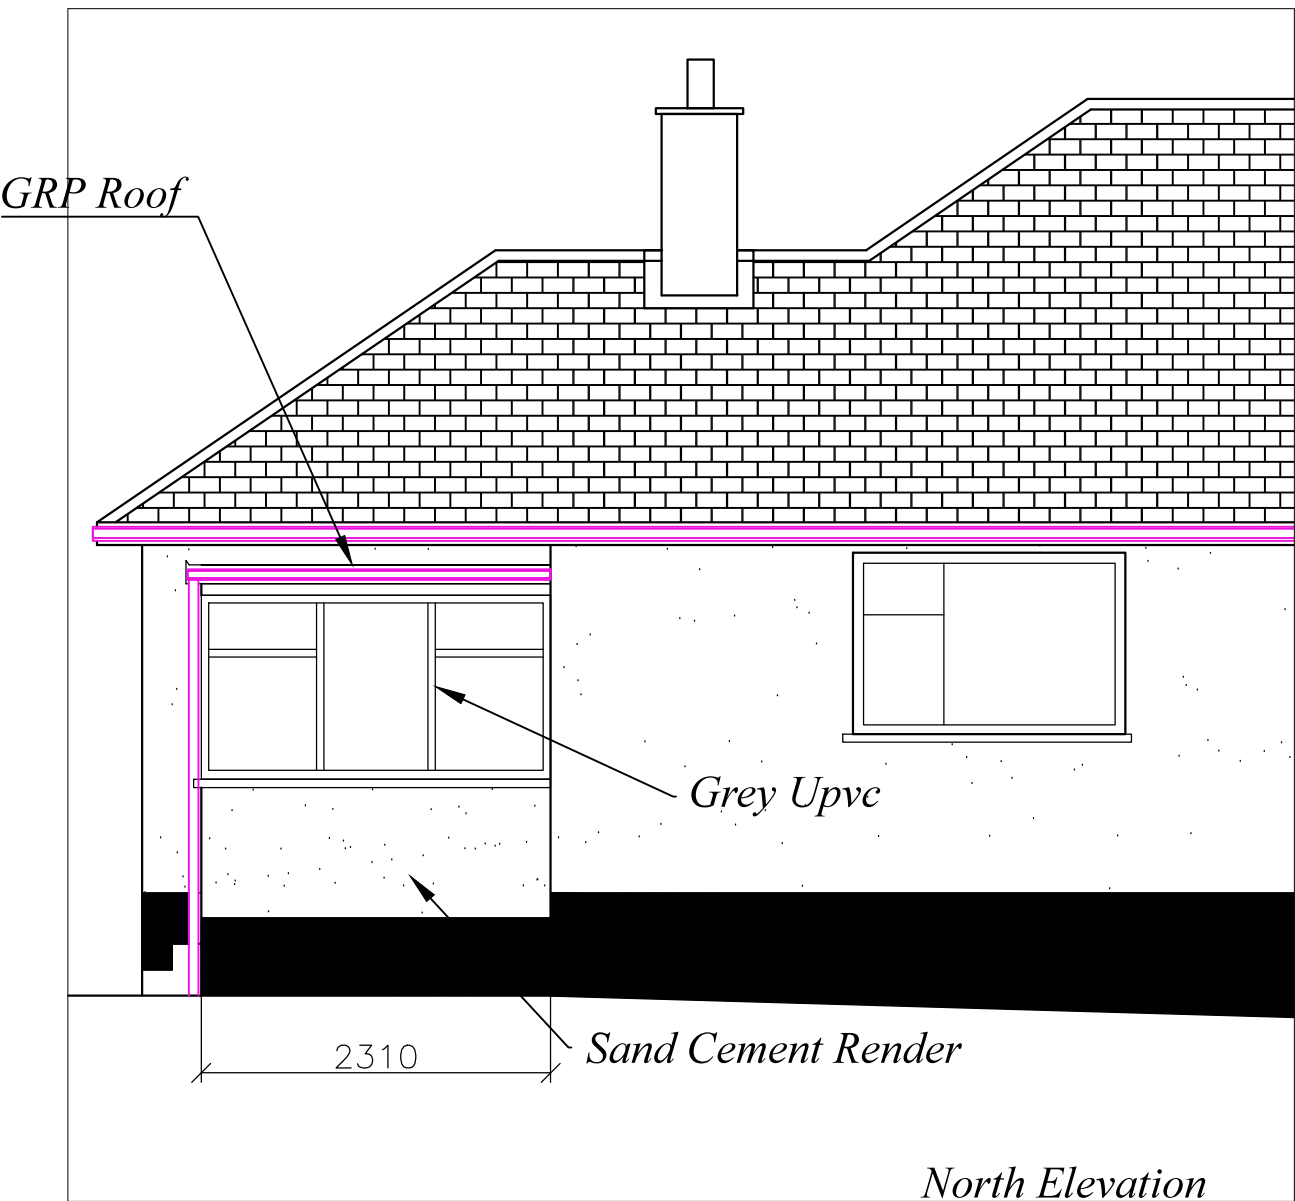 GRP Roof
Grey Upvc
Sand Cement Render
2310
North Elevation